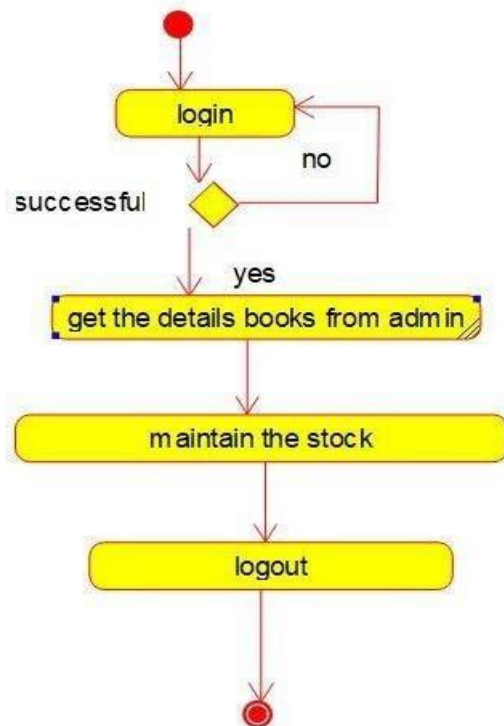 login
no
successful
yes
get the details books from admin
maintain the stock
logout